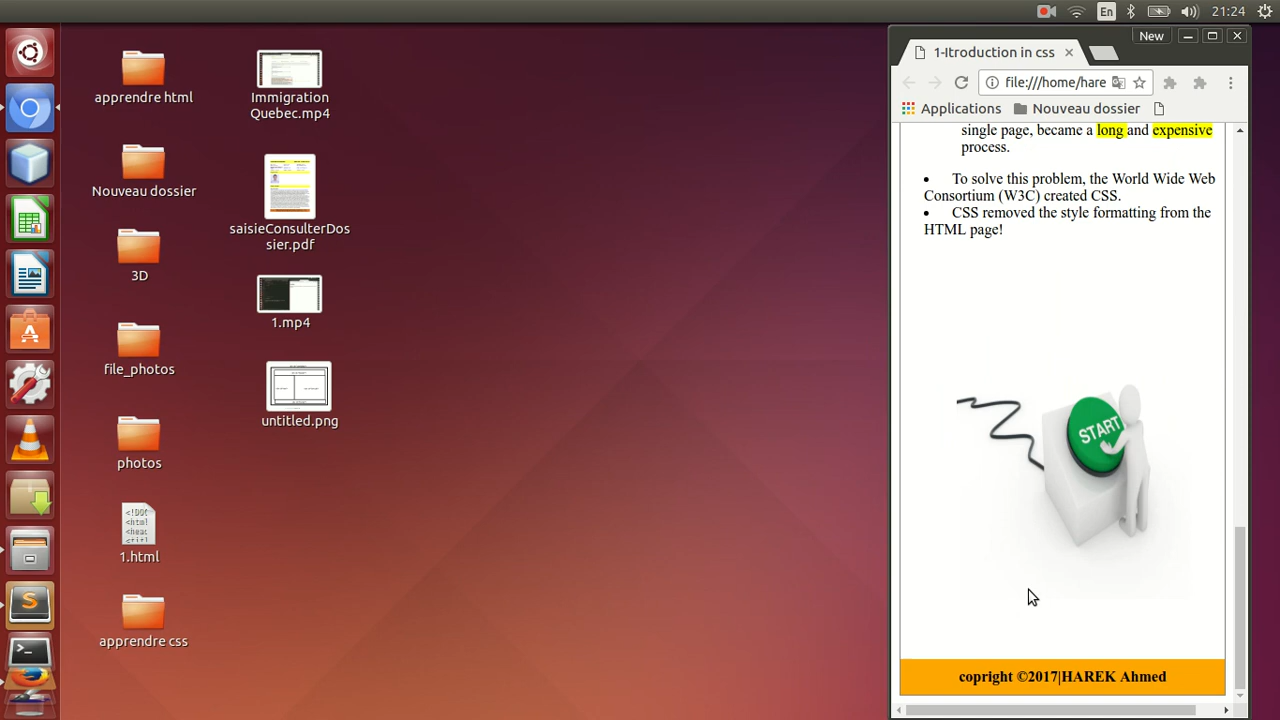 En
21:24
apprendre html
Immigration
Quebec.mp4
Nouveau dossier
saisieConsulterDos
sier.pdf
3D
1.mp4
file_photos
untitled.png
photos
1.html
apprendre css
New
1-Itroduction in css
file:///home/hare
Applications
Nouveau dossier
single page, became a long and expensive
process.
• To solve this problem, the World Wide Web
Consortium (W3C) created CSS.
• CSS removed the style formatting from the
HTML page!
START
copright ©2017|HAREK Ahmed